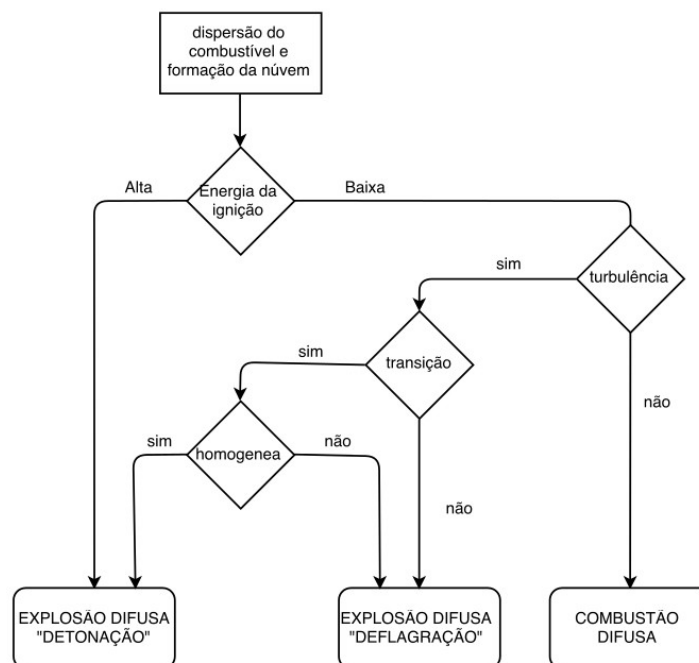 dispersão do
combustível e
formação da núvem
Alta
Energia da
ignição
Baixa
sim
turbulência
sim
transição
não
sim
homogenea
não
não
EXPLOSÃO DIFUSA
"DETONAÇÃO"
EXPLOSÃO DIFUSA
"DEFLAGRAÇÃO"
COMBUSTÃO
DIFUSA